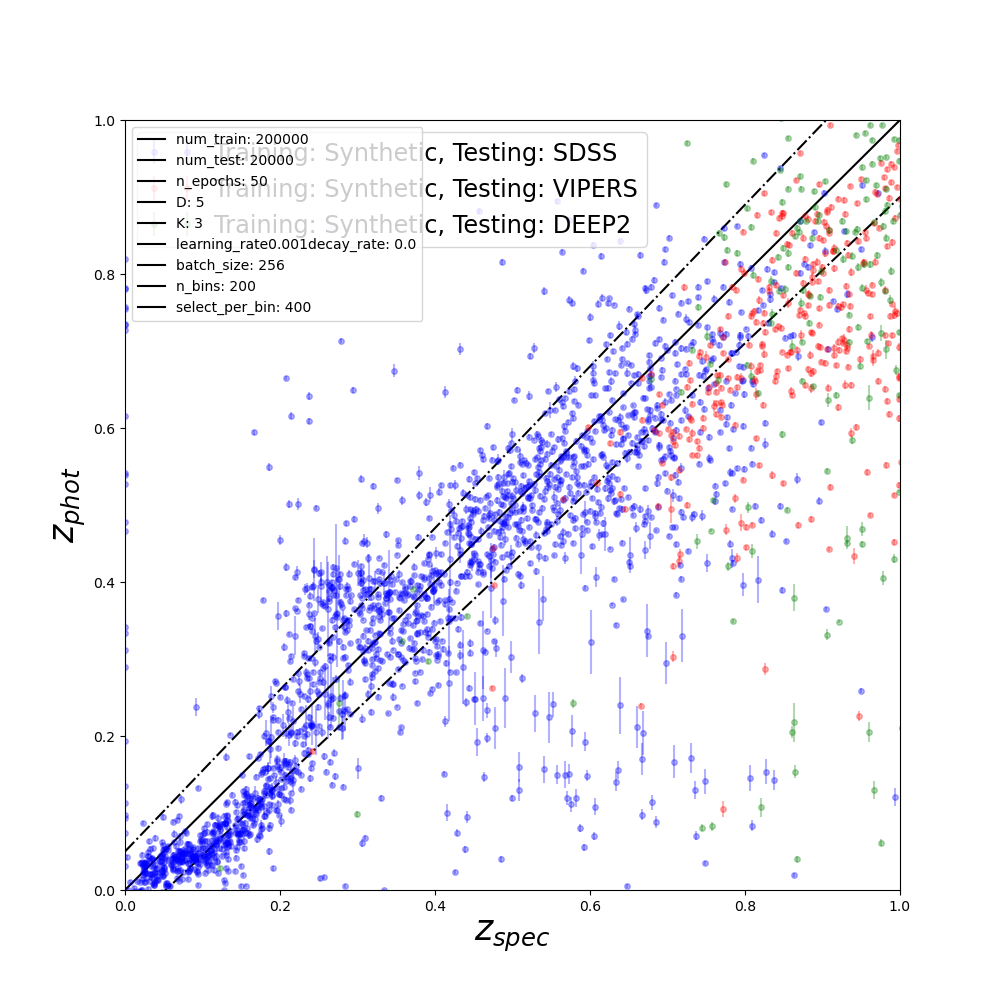 num_train: 200000
num_test: 20000
n_epochs: 50
D: 5
K: 3
learning_rate0.001decay_rate: 0.0
batch_size: 256
n_bins: 200
select_per_bin: 400
Training: Synthetic, Testing: SDSS
Training: Synthetic, Testing: VIPERS
Training: Synthetic, Testing: DEEP2
1.0
0.8
0.6
0.4
0.2
0.0
z_phot
0.0 0.2 0.4 0.6 0.8 1.0
z_spec